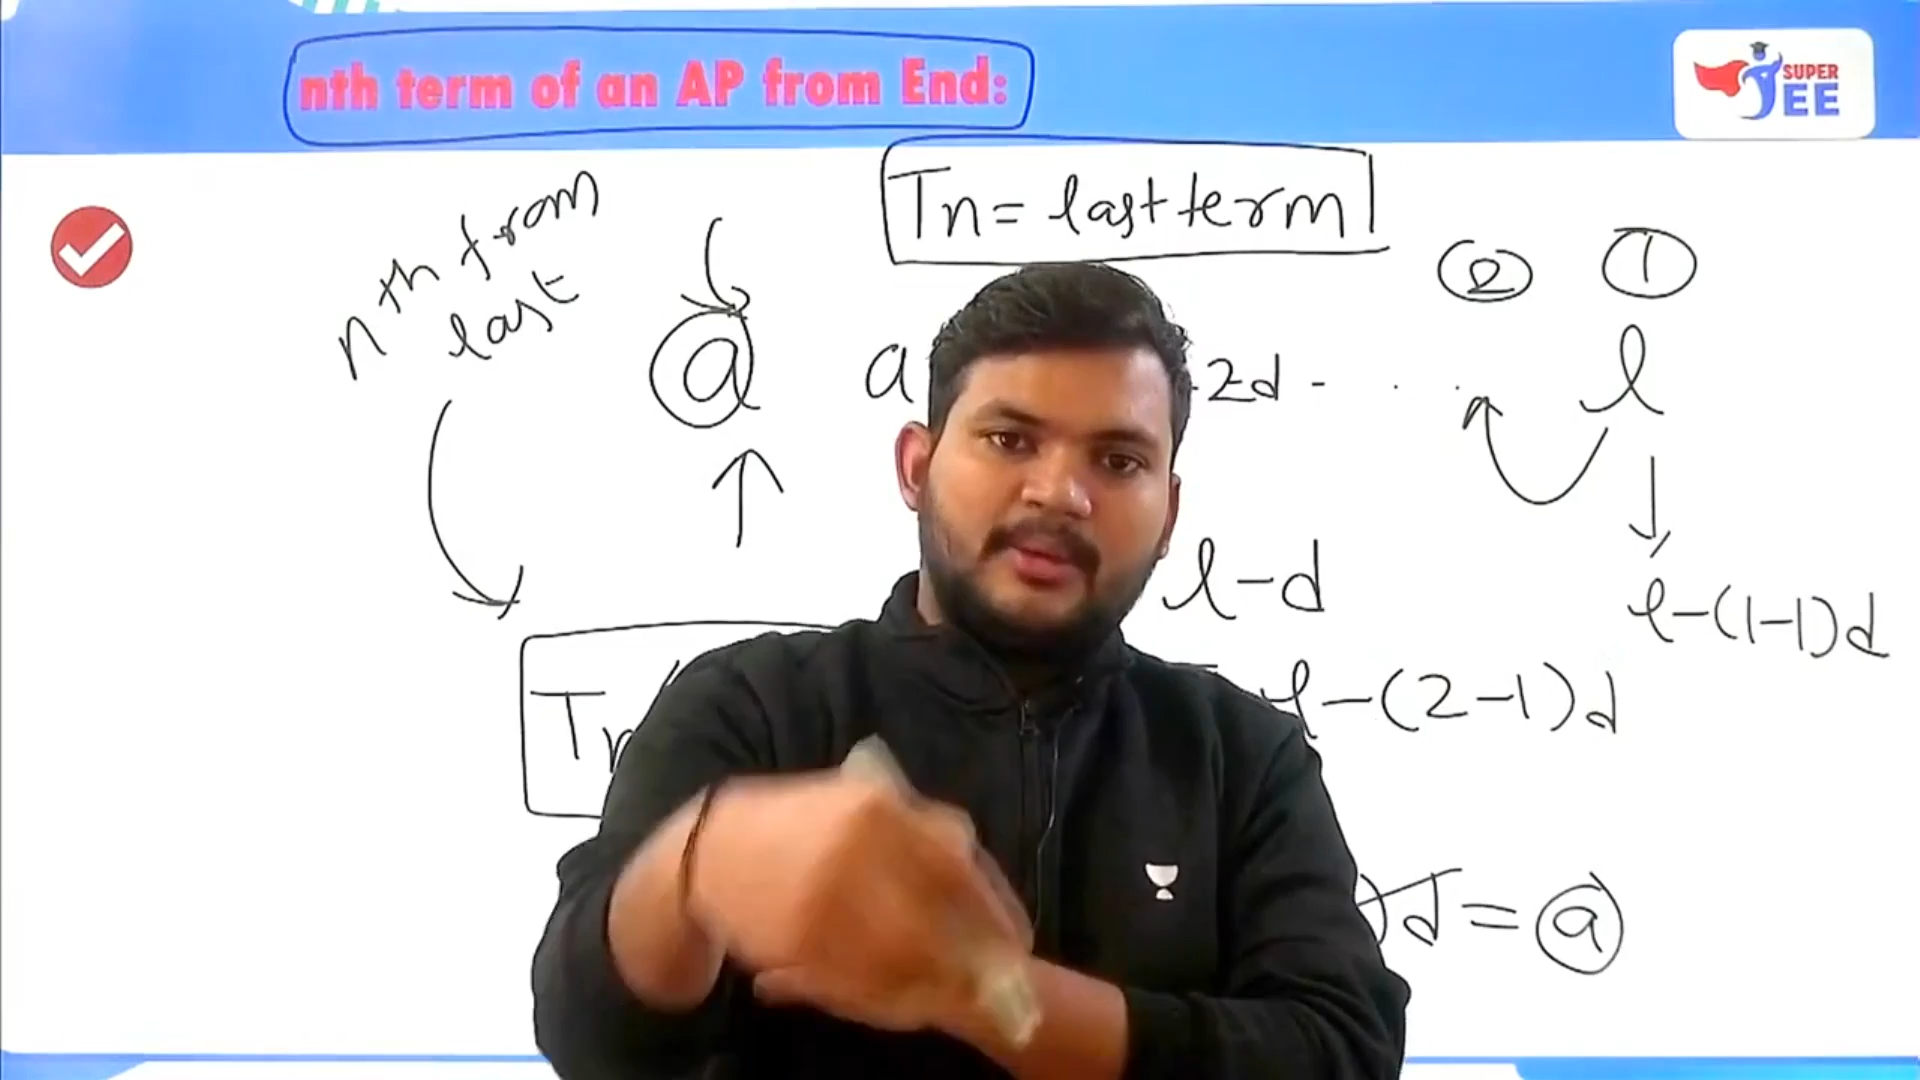 nth term of an AP from End:
SUPER
JEE
Tn = last term
nth from
last
② ①
a a 2d - . . . l
l-d
l-(1-1)d
Tn
l-(2-1)d
)d = a